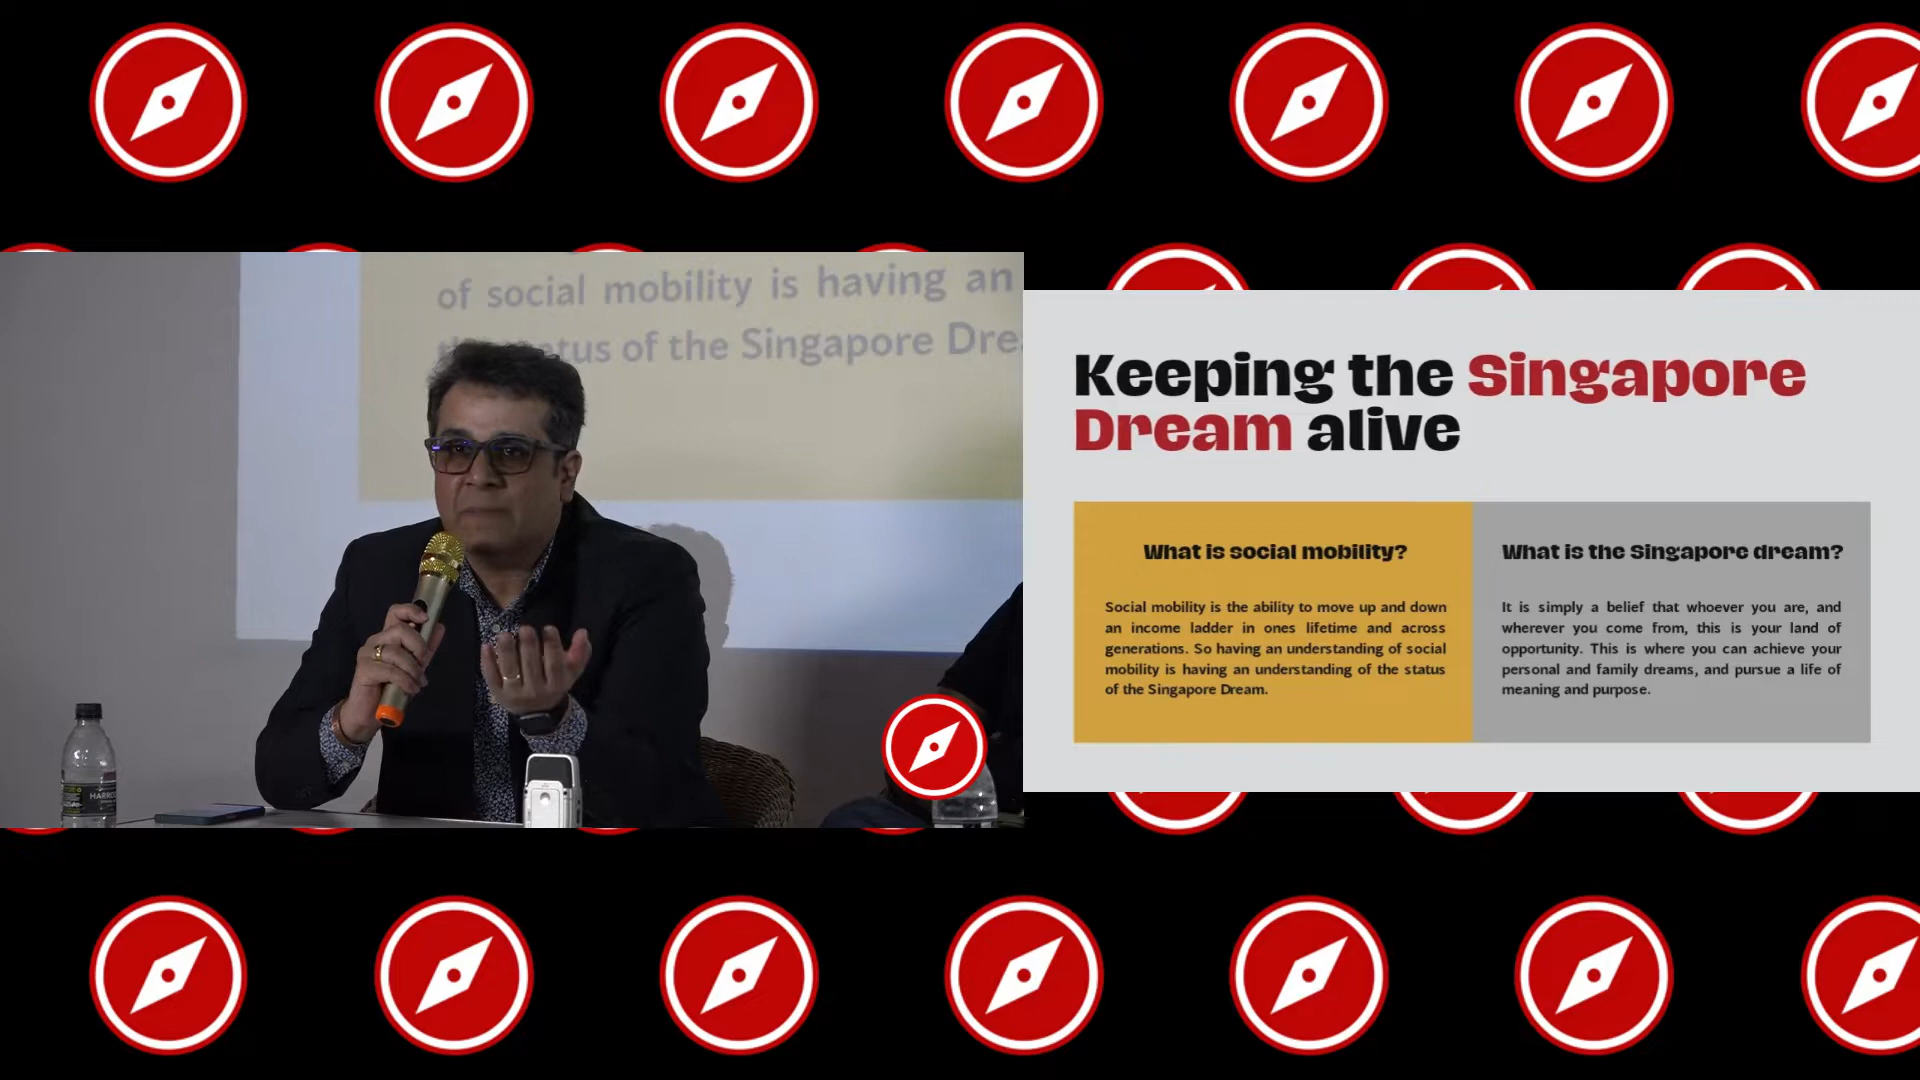 of social mobility is having an
status of the Singapore
Keeping the Singapore
Dream alive
What is social mobility?
Social mobility is the ability to move up and down
an income ladder in ones lifetime and across
generations. So having an understanding of social
mobility is having an understanding of the status
of the Singapore Dream.
What is the Singapore dream?
It is simply a belief that whoever you are, and
wherever you come from, this is your land of
opportunity. This is where you can achieve your
personal and family dreams, and pursue a life of
meaning and purpose.